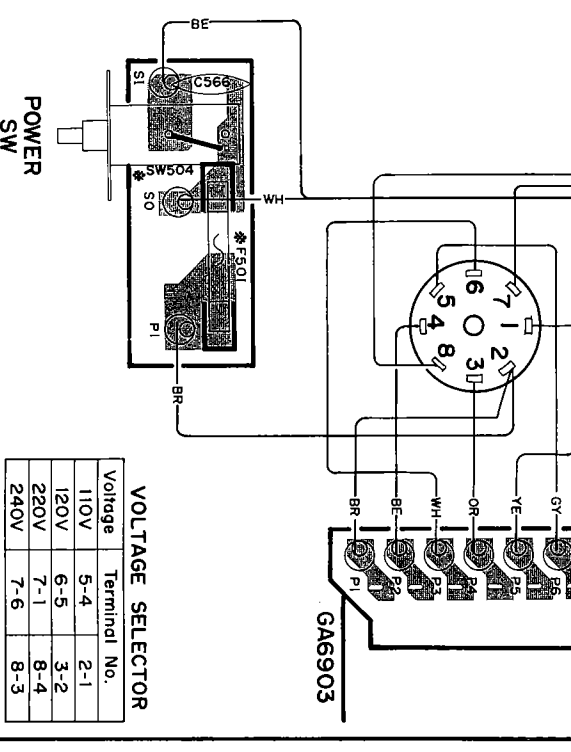 BE
C566
S1
POWER
SW
※SW504
SO
WH
※F501
P1
BR
6
5
7
4
1
8
3
2
BR
BE
WH
OR
YE
GY
P1
P2
P3
P4
P5
P6
GA6903
VOLTAGE SELECTOR
Voltage Terminal No.
110V 5-4 2-1
120V 6-5 3-2
220V 7-1 8-4
240V 7-6 8-3